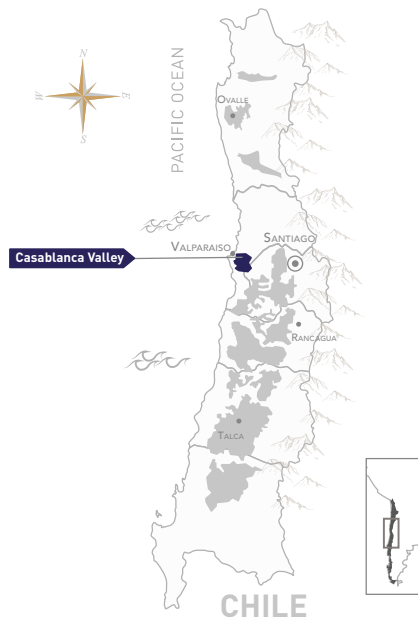 N
W
E
S
PACIFIC OCEAN
OVALLE
VALPARAISO
SANTIAGO
Casablanca Valley
RANCAGUA
TALCA
CHILE